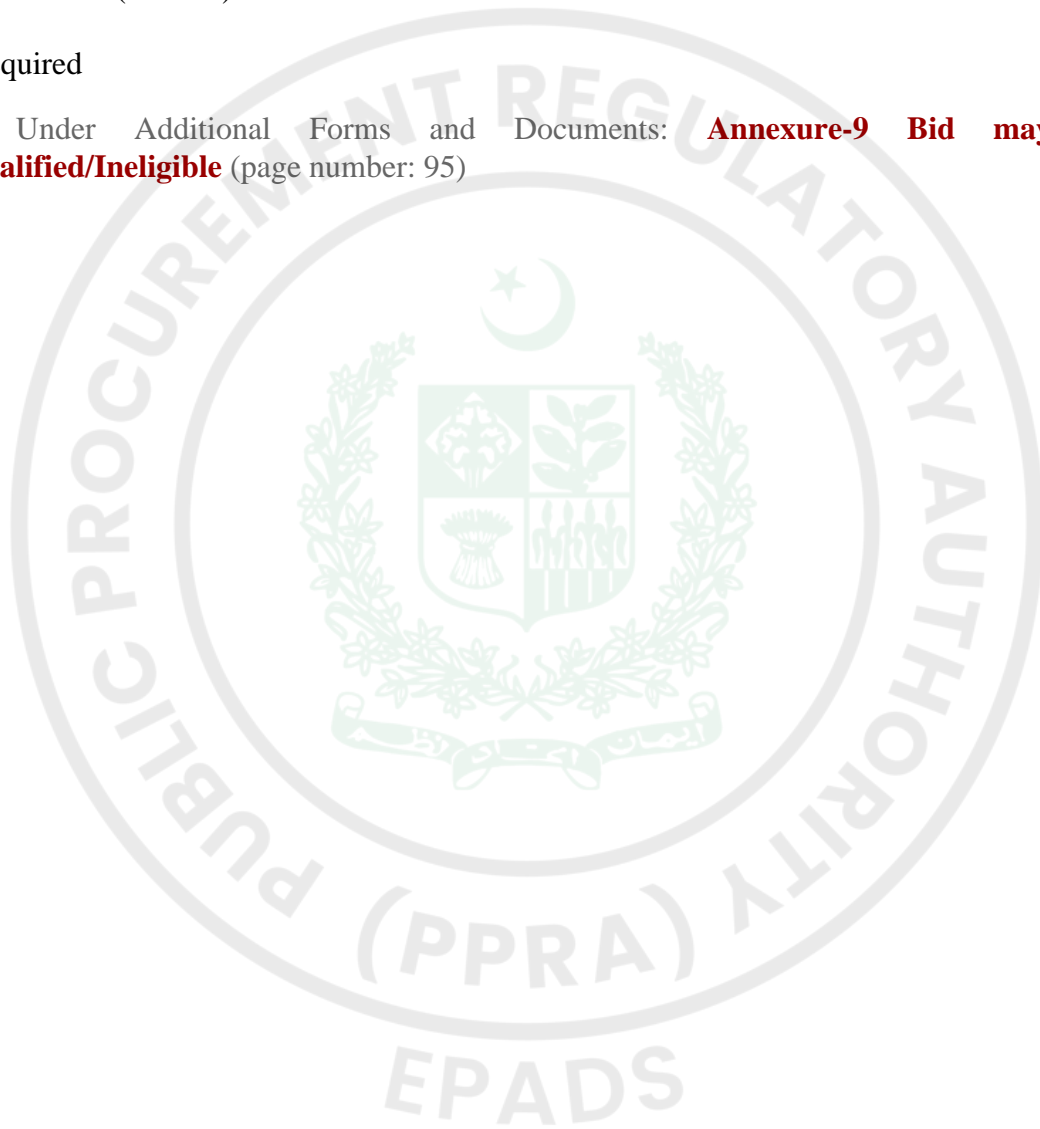 quired
Under Additional Forms and Documents: Annexure-9 Bid may
alified/Ineligible (page number: 95)
PUBLIC PROCUREMENT REGULATORY AUTHORITY
(PPRA)
EPADS